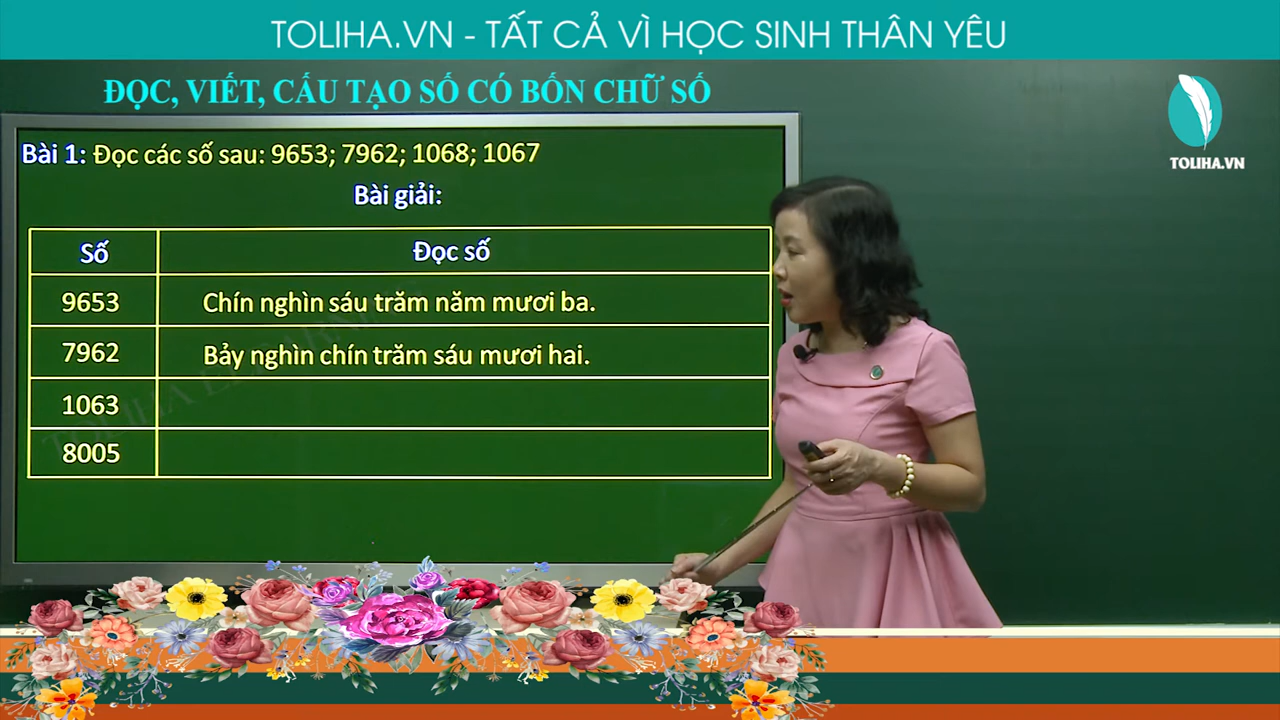 TOLIHA.VN - TẤT CẢ VÌ HỌC SINH THÂN YÊU
ĐỌC, VIẾT, CẤU TẠO SỐ CÓ BỐN CHỮ SỐ
TOLIHA.VN
Bài 1: Đọc các số sau: 9653; 7962; 1068; 1067
Bài giải:
Số Đọc số
9653 Chín nghìn sáu trăm năm mươi ba.
7962 Bảy nghìn chín trăm sáu mươi hai.
1063
8005